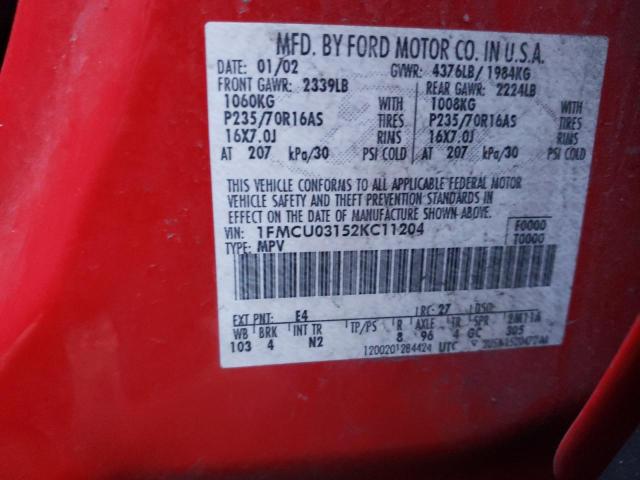 MFD. BY FORD MOTOR CO. IN U.S.A.
DATE: 01/02 GVWR: 4376LB/ 1984KG
FRONT GAWR: 2339LB REAR GAWR: 2224LB
1060KG WITH 1008KG WITH
P235/70R16AS TIRES P235/70R16AS TIRES
16X7.0J RIMS 16X7.0J RIMS
AT 207 kPa/30 PSI COLD AT 207 kPa/30 PSI COLD
THIS VEHICLE CONFORMS TO ALL APPLICABLE FEDERAL MOTOR
VEHICLE SAFETY AND THEFT PREVENTION STANDARDS IN
EFFECT ON THE DATE OF MANUFACTURE SHOWN ABOVE.
VIN: 1FMCU03152KC11204 F0000
TYPE: MPV T0000
EXT PNT: E4 RC: 27 DSO:
WB BRK INT TR TP/PS R AXLE TR SPR
103 4 N2 8 96 4 GC 305
1200201284424 UTC